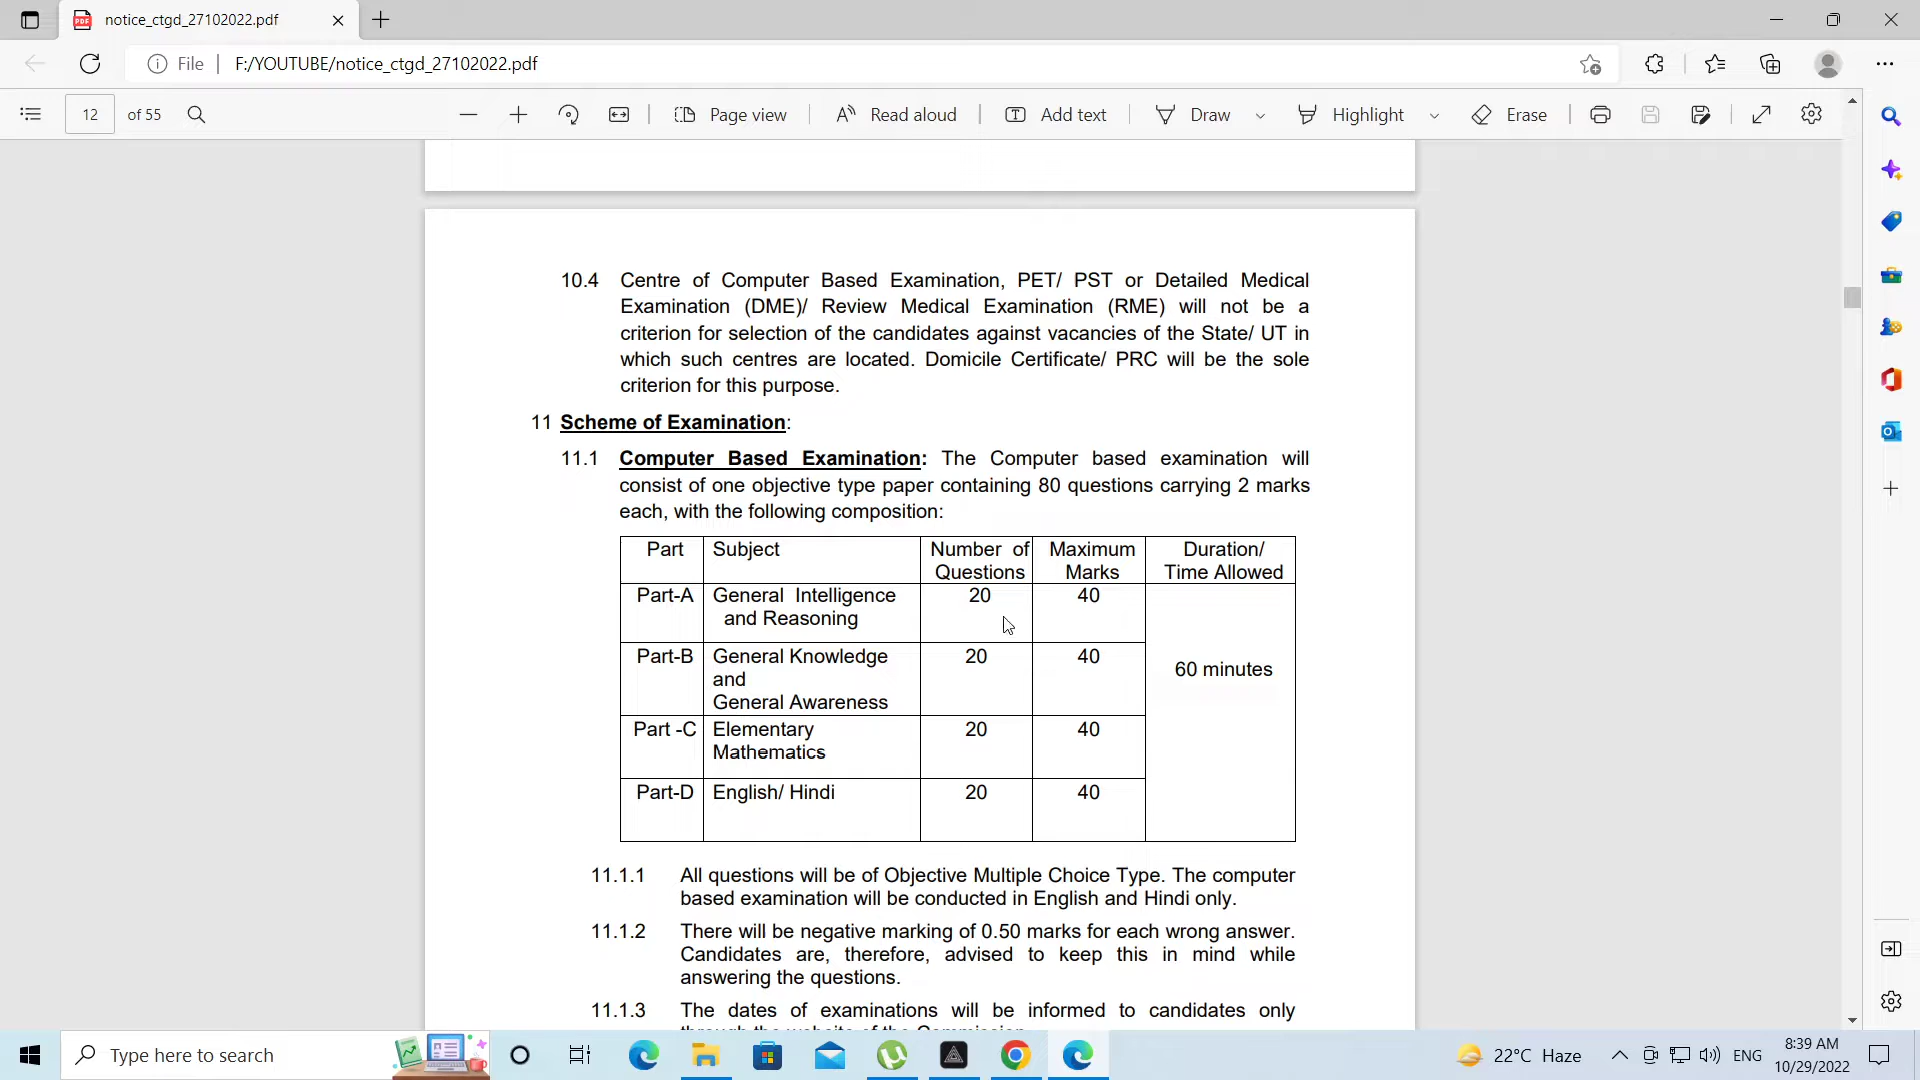 notice_ctgd_27102022.pdf
File
F:/YOUTUBE/notice_ctgd_27102022.pdf
12 of 55
Page view
Read aloud
Add text
Draw
Highlight
Erase
10.4 Centre of Computer Based Examination, PET/ PST or Detailed Medical
Examination (DME)/ Review Medical Examination (RME) will not be a
criterion for selection of the candidates against vacancies of the State/ UT in
which such centres are located. Domicile Certificate/ PRC will be the sole
criterion for this purpose.
11 Scheme of Examination:
11.1 Computer Based Examination: The Computer based examination will
consist of one objective type paper containing 80 questions carrying 2 marks
each, with the following composition:
Part Subject Number of Maximum Duration/
Questions Marks Time Allowed
Part-A General Intelligence 20 40
and Reasoning
Part-B General Knowledge 20 40
and
60 minutes
General Awareness
Part -C Elementary 20 40
Mathematics
Part-D English/ Hindi 20 40
11.1.1 All questions will be of Objective Multiple Choice Type. The computer
based examination will be conducted in English and Hindi only.
11.1.2 There will be negative marking of 0.50 marks for each wrong answer.
Candidates are, therefore, advised to keep this in mind while
answering the questions.
11.1.3 The dates of examinations will be informed to candidates only
Type here to search
22°C Haze
ENG
8:39 AM
10/29/2022